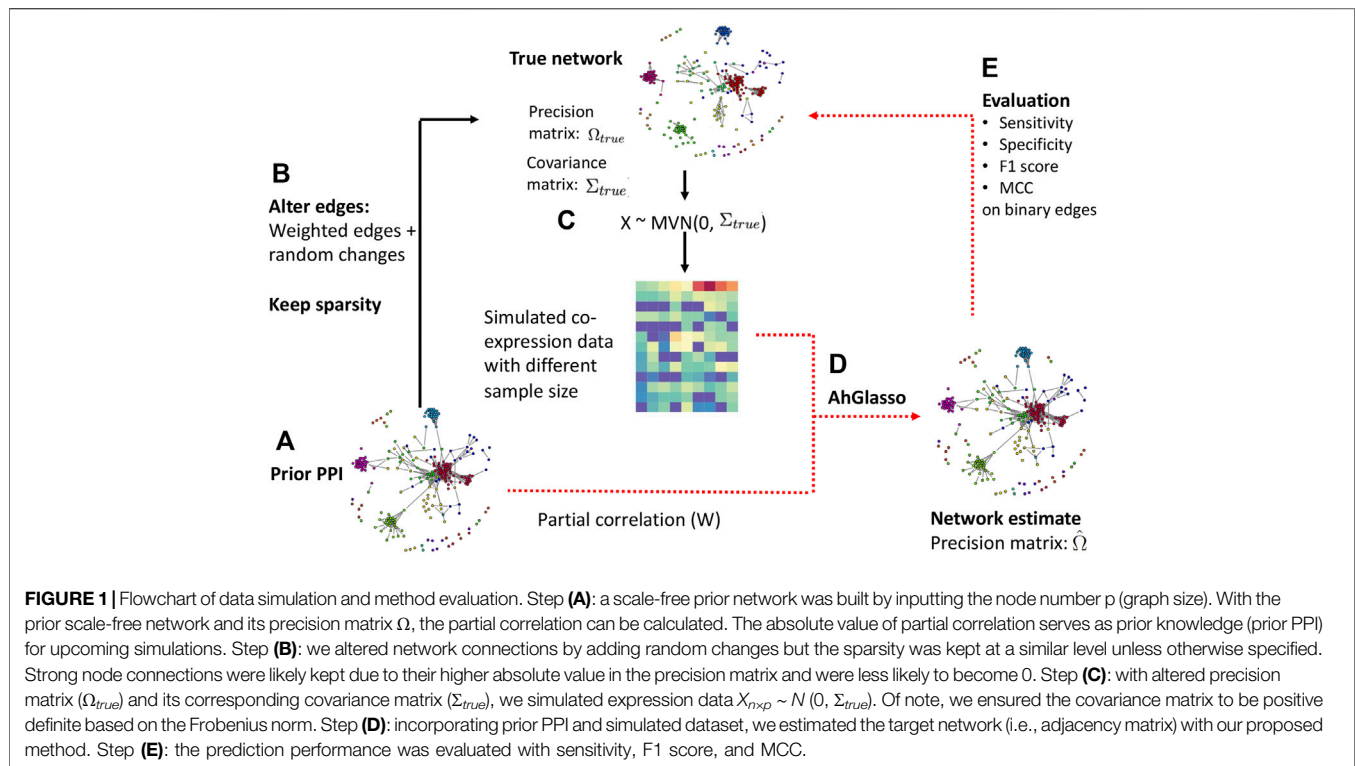 True network
Precision
matrix: Ω_true
Covariance
matrix: Σ_true
B
Alter edges:
Weighted edges +
random changes
Keep sparsity
C
X ~ MVN(0, Σ_true)
Simulated co-
expression data
with different
sample size
E
Evaluation
• Sensitivity
• Specificity
• F1 score
• MCC
on binary edges
D
AhGlasso
A
Prior PPI
Partial correlation (W)
Network estimate
Precision matrix: Ω̂
FIGURE 1 | Flowchart of data simulation and method evaluation. Step (A): a scale-free prior network was built by inputting the node number p (graph size). With the
prior scale-free network and its precision matrix Ω, the partial correlation can be calculated. The absolute value of partial correlation serves as prior knowledge (prior PPI)
for upcoming simulations. Step (B): we altered network connections by adding random changes but the sparsity was kept at a similar level unless otherwise specified.
Strong node connections were likely kept due to their higher absolute value in the precision matrix and were less likely to become 0. Step (C): with altered precision
matrix (Ω_true) and its corresponding covariance matrix (Σ_true), we simulated expression data X_n×p ~ N (0, Σ_true). Of note, we ensured the covariance matrix to be positive
definite based on the Frobenius norm. Step (D): incorporating prior PPI and simulated dataset, we estimated the target network (i.e., adjacency matrix) with our proposed
method. Step (E): the prediction performance was evaluated with sensitivity, F1 score, and MCC.